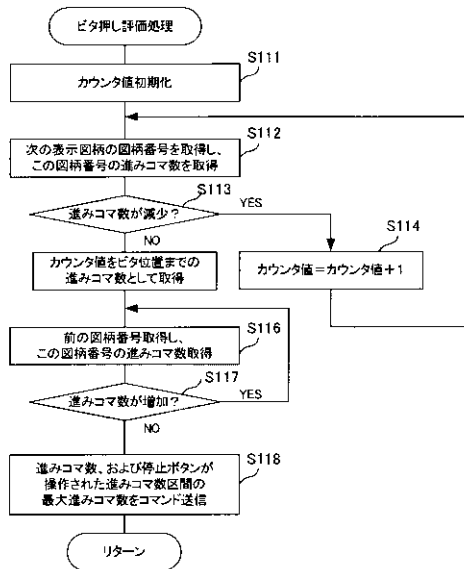 ビタ押し評価処理
S111
カウンタ値初期化
S112
次の表示図柄の図柄番号を取得し、
この図柄番号の進みコマ数を取得
S113
進みコマ数が減少?
YES
NO
S114
カウンタ値=カウンタ値+1
カウンタ値をビタ位置までの
進みコマ数として取得
S116
前の図柄番号取得し、
この図柄番号の進みコマ数取得
S117
進みコマ数が増加?
YES
NO
S118
進みコマ数、および停止ボタンが
操作された進みコマ数区間の
最大進みコマ数をコマンド送信
リターン